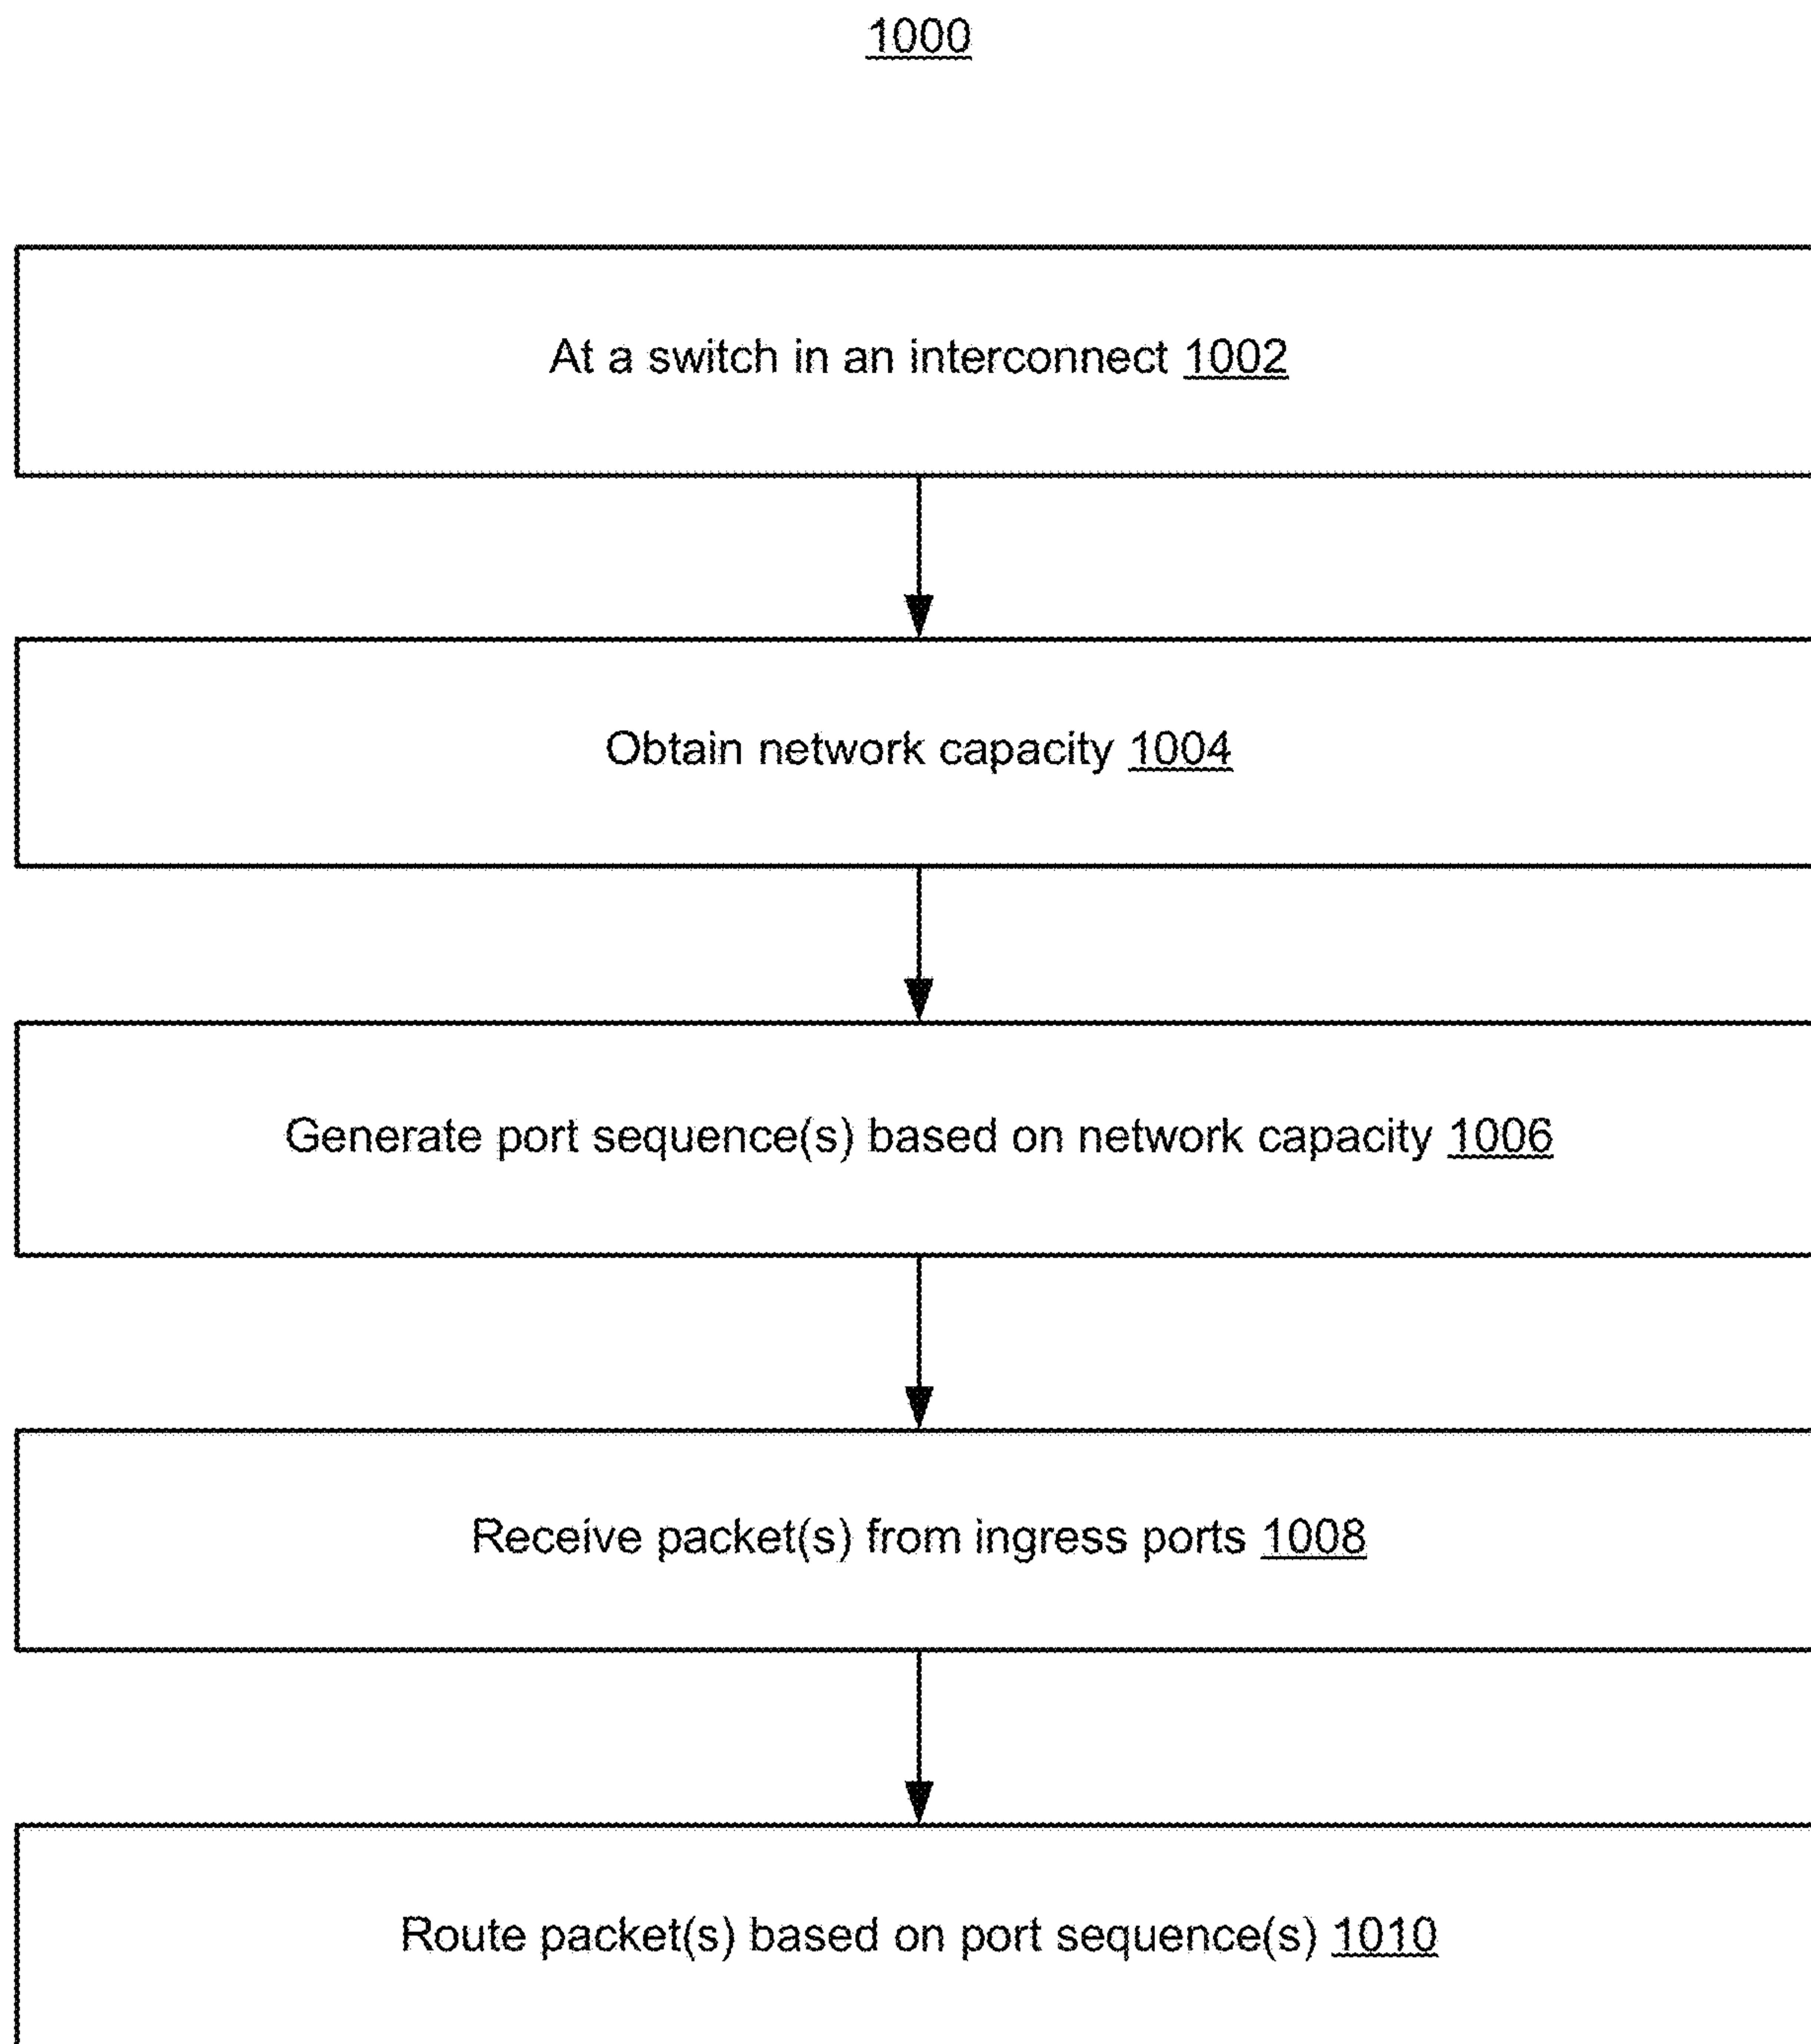 1000
At a switch in an interconnect 1002
Obtain network capacity 1004
Generate port sequence(s) based on network capacity 1006
Receive packet(s) from ingress ports 1008
Route packet(s) based on port sequence(s) 1010